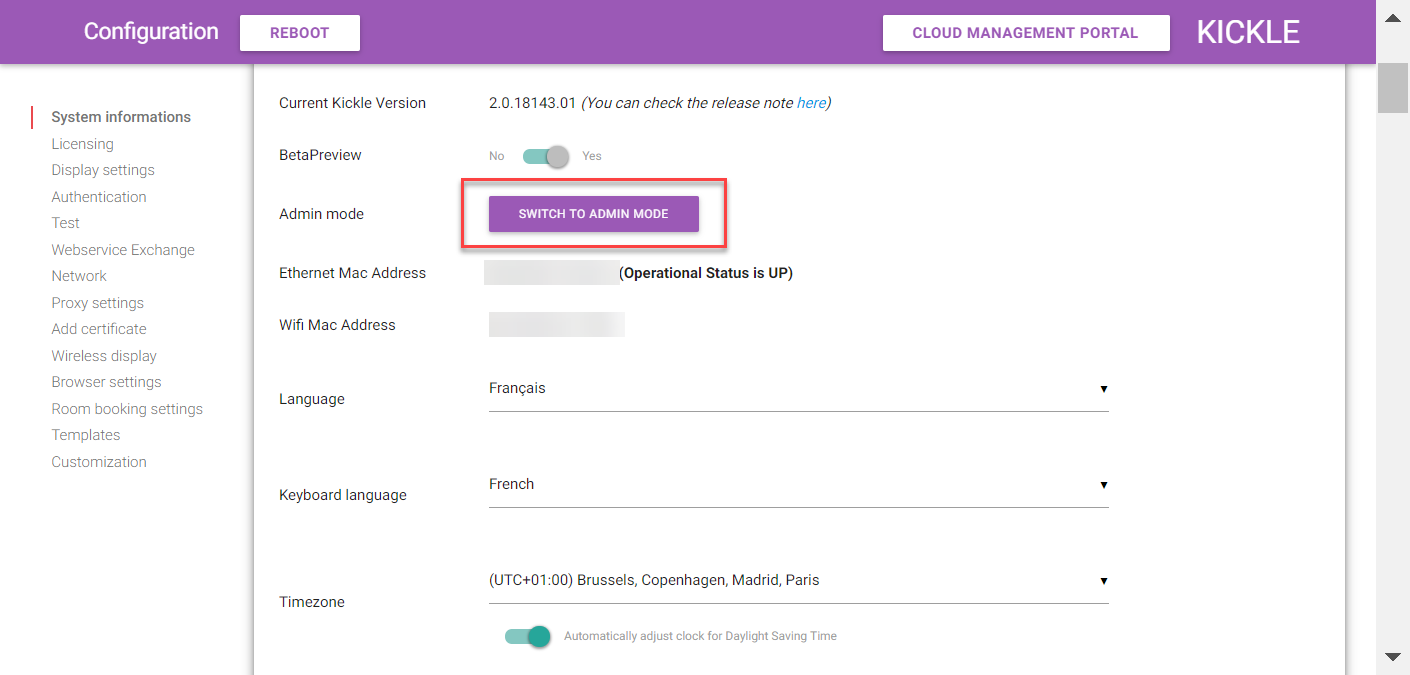 Configuration
REBOOT
CLOUD MANAGEMENT PORTAL
KICKLE
System informations
Licensing
Display settings
Authentication
Test
Webservice Exchange
Network
Proxy settings
Add certificate
Wireless display
Browser settings
Room booking settings
Templates
Customization
Current Kickle Version
2.0.18143.01 (You can check the release note here)
BetaPreview
No
Yes
Admin mode
SWITCH TO ADMIN MODE
Ethernet Mac Address
(Operational Status is UP)
Wifi Mac Address
Language
Français
Keyboard language
French
Timezone
(UTC+01:00) Brussels, Copenhagen, Madrid, Paris
Automatically adjust clock for Daylight Saving Time